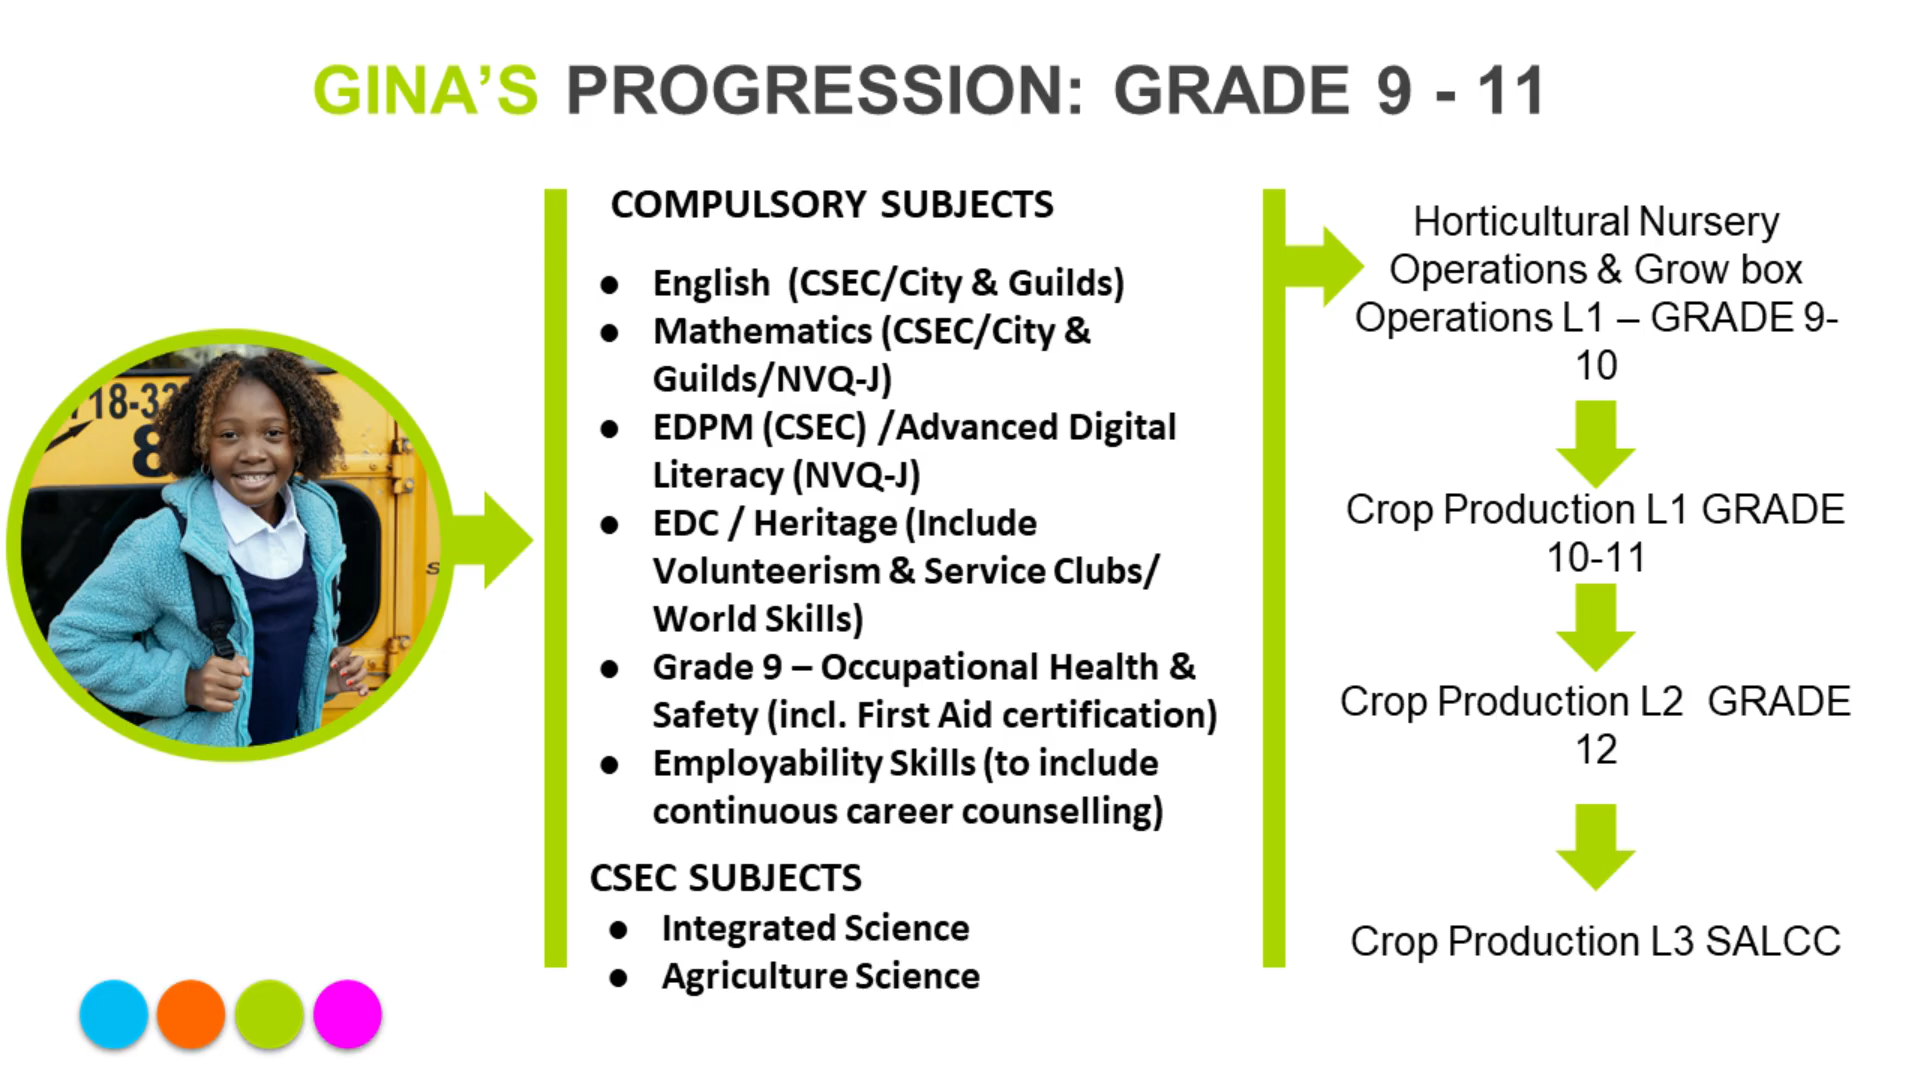 GINA'S PROGRESSION: GRADE 9 - 11
COMPULSORY SUBJECTS
● English (CSEC/City & Guilds)
● Mathematics (CSEC/City &
Guilds/NVQ-J)
● EDPM (CSEC) /Advanced Digital
Literacy (NVQ-J)
● EDC / Heritage (Include
Volunteerism & Service Clubs/
World Skills)
● Grade 9 – Occupational Health &
Safety (incl. First Aid certification)
● Employability Skills (to include
continuous career counselling)
CSEC SUBJECTS
● Integrated Science
● Agriculture Science
Horticultural Nursery
Operations & Grow box
Operations L1 – GRADE 9-
10
Crop Production L1 GRADE
10-11
Crop Production L2 GRADE
12
Crop Production L3 SALCC
18-3
8